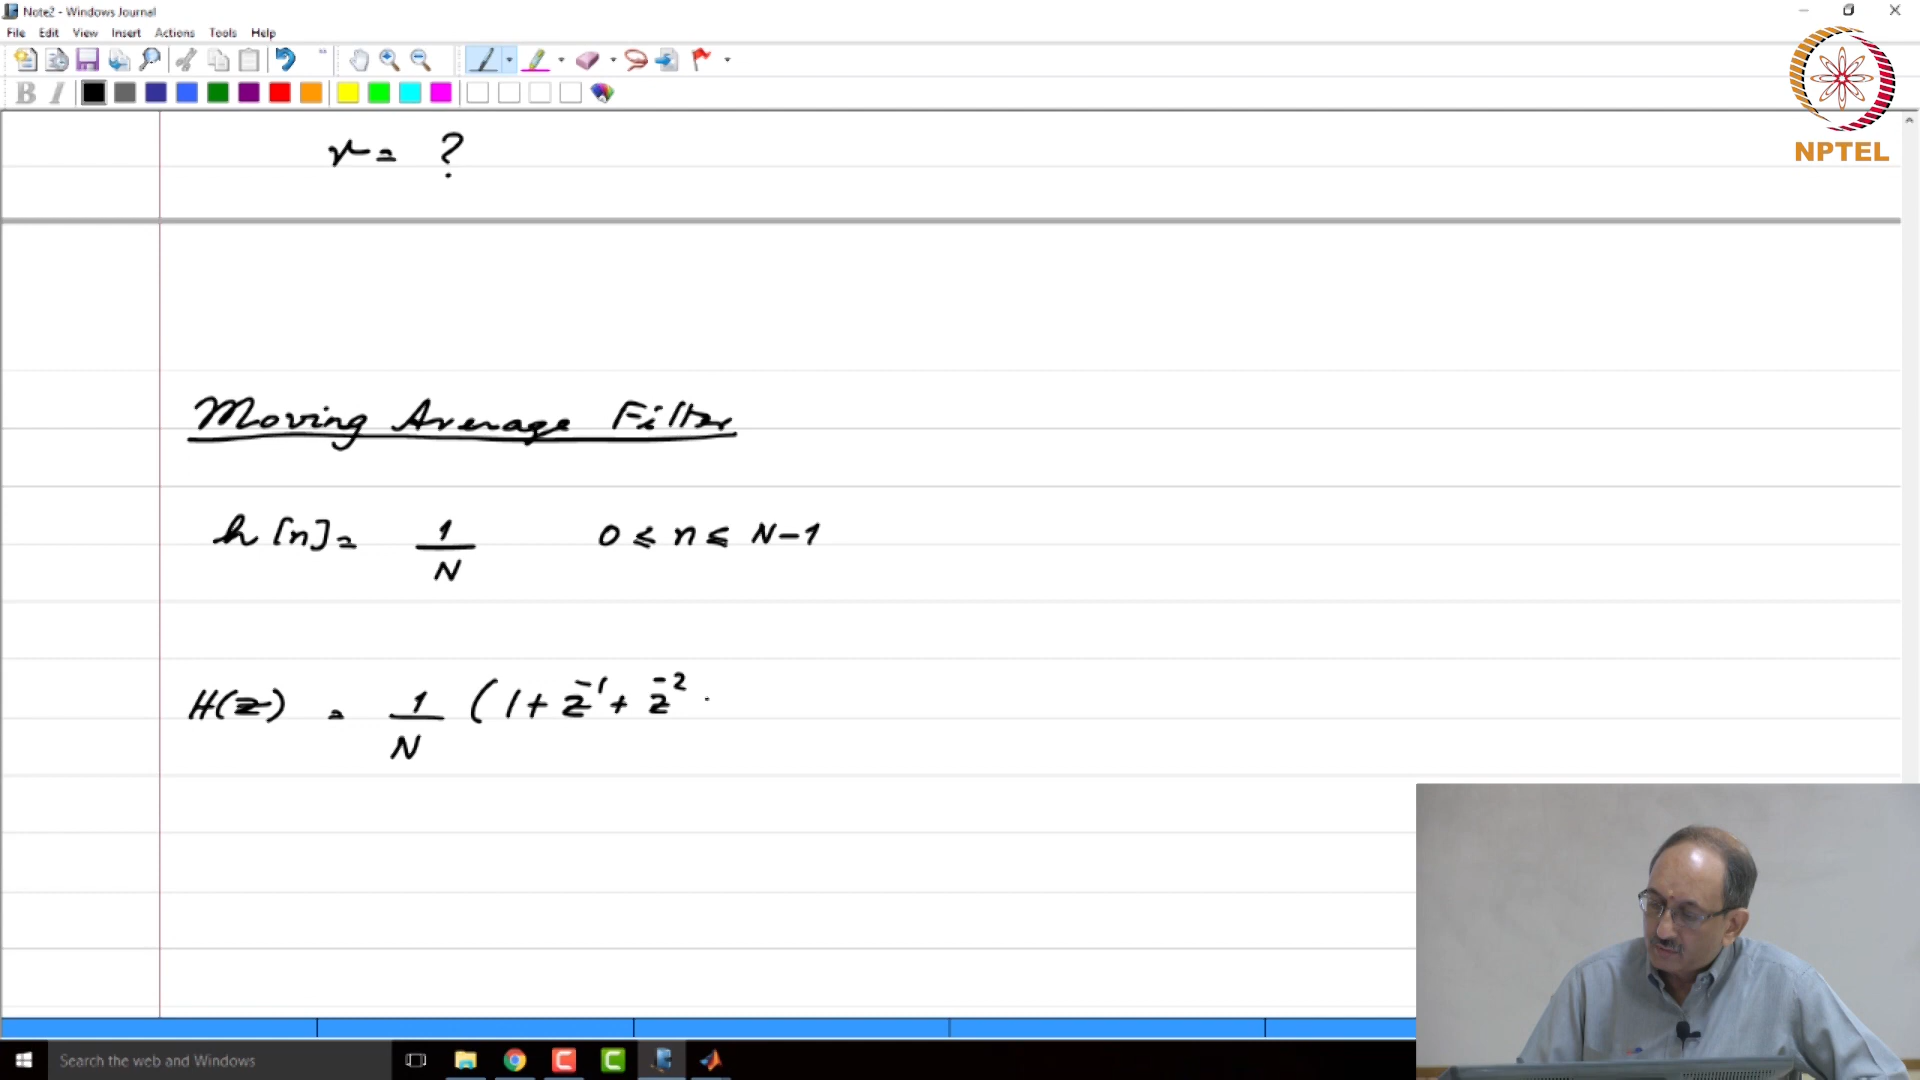 Note2 - Windows Journal
File Edit View Insert Actions Tools Help
B I
NPTEL
r = ?
Moving Average Filter
h[n] = 1/N 0 ≤ n ≤ N-1
H(z) = 1/N (1 + z⁻¹ + z⁻² .
Search the web and Windows